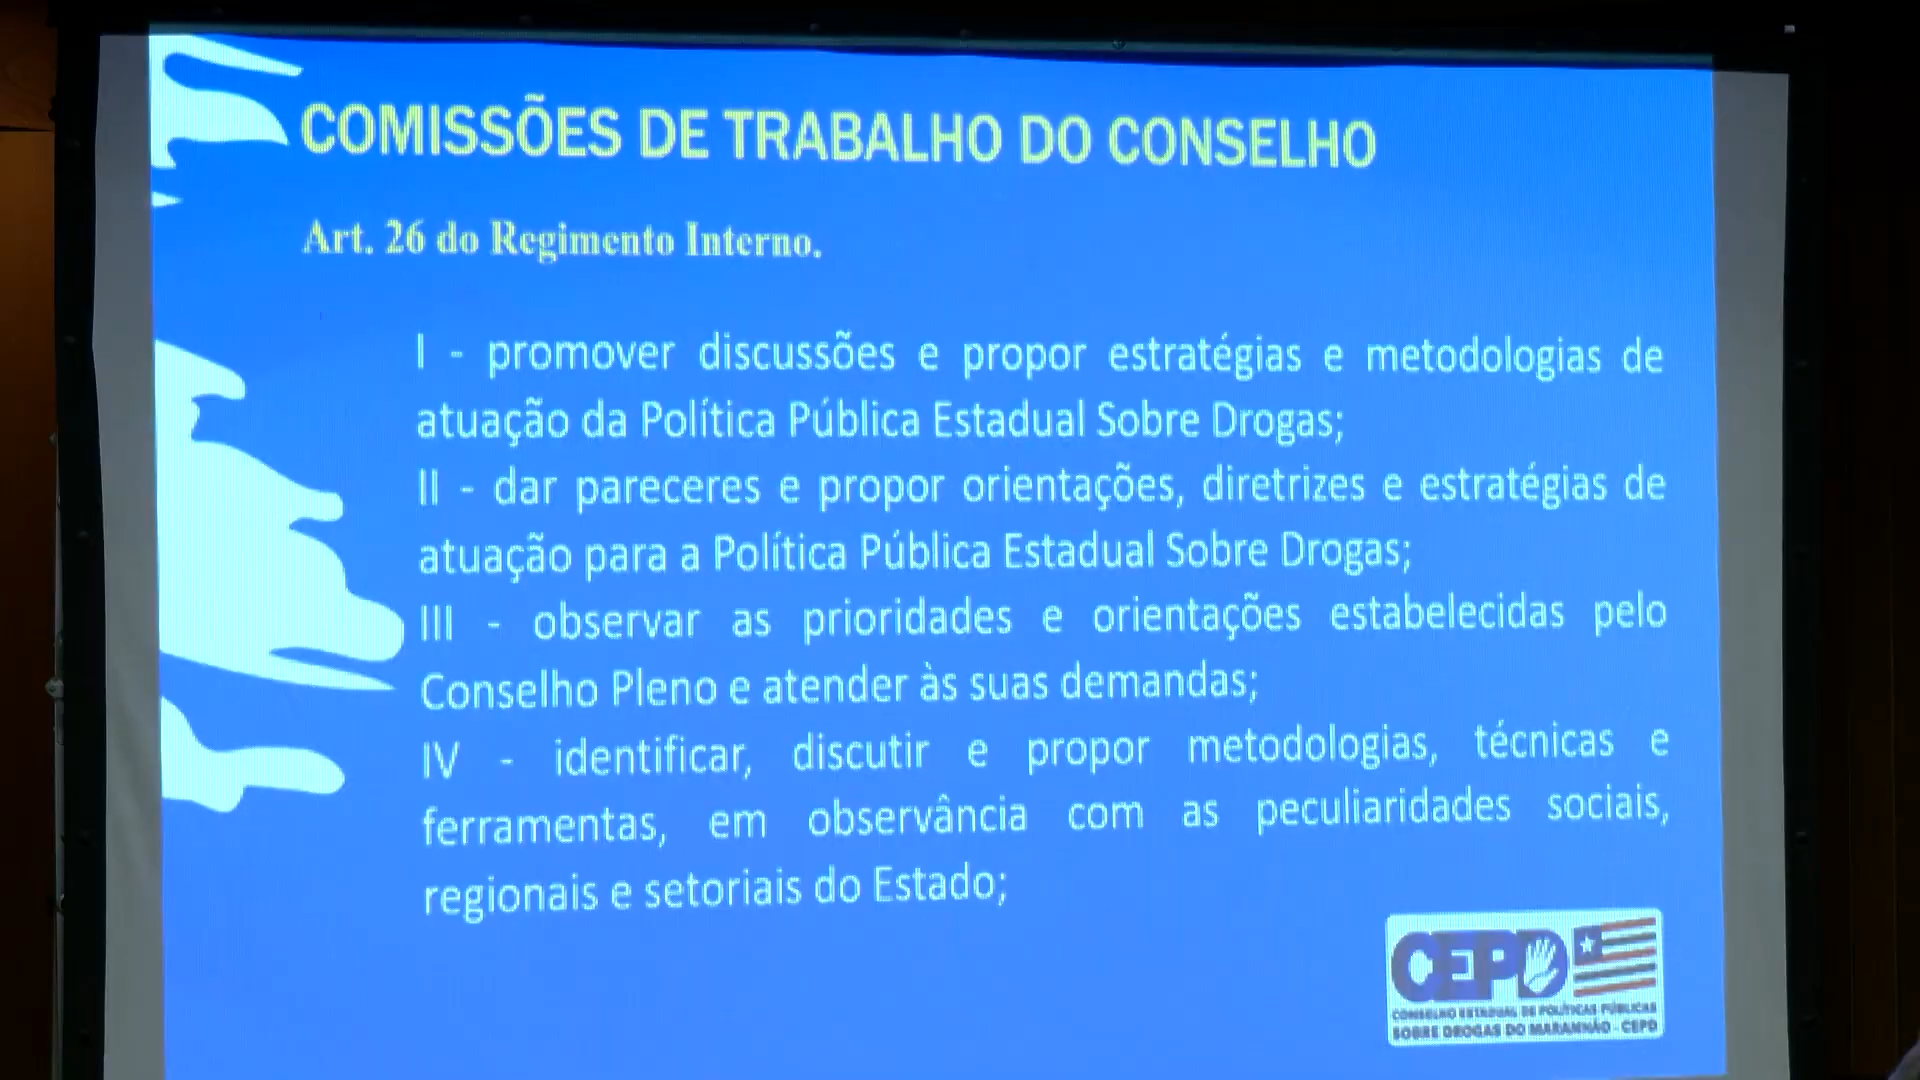 COMISSÕES DE TRABALHO DO CONSELHO
Art. 26 do Regimento Interno.
I - promover discussões e propor estratégias e metodologias de
atuação da Política Pública Estadual Sobre Drogas;
II - dar pareceres e propor orientações, diretrizes e estratégias de
atuação para a Política Pública Estadual Sobre Drogas;
III - observar as prioridades e orientações estabelecidas pelo
Conselho Pleno e atender às suas demandas;
IV - identificar, discutir e propor metodologias, técnicas e
ferramentas, em observância com as peculiaridades sociais,
regionais e setoriais do Estado;
CEPD
CONSELHO ESTADUAL DE POLÍTICAS PÚBLICAS
SOBRE DROGAS DO MARANHÃO - CEPD